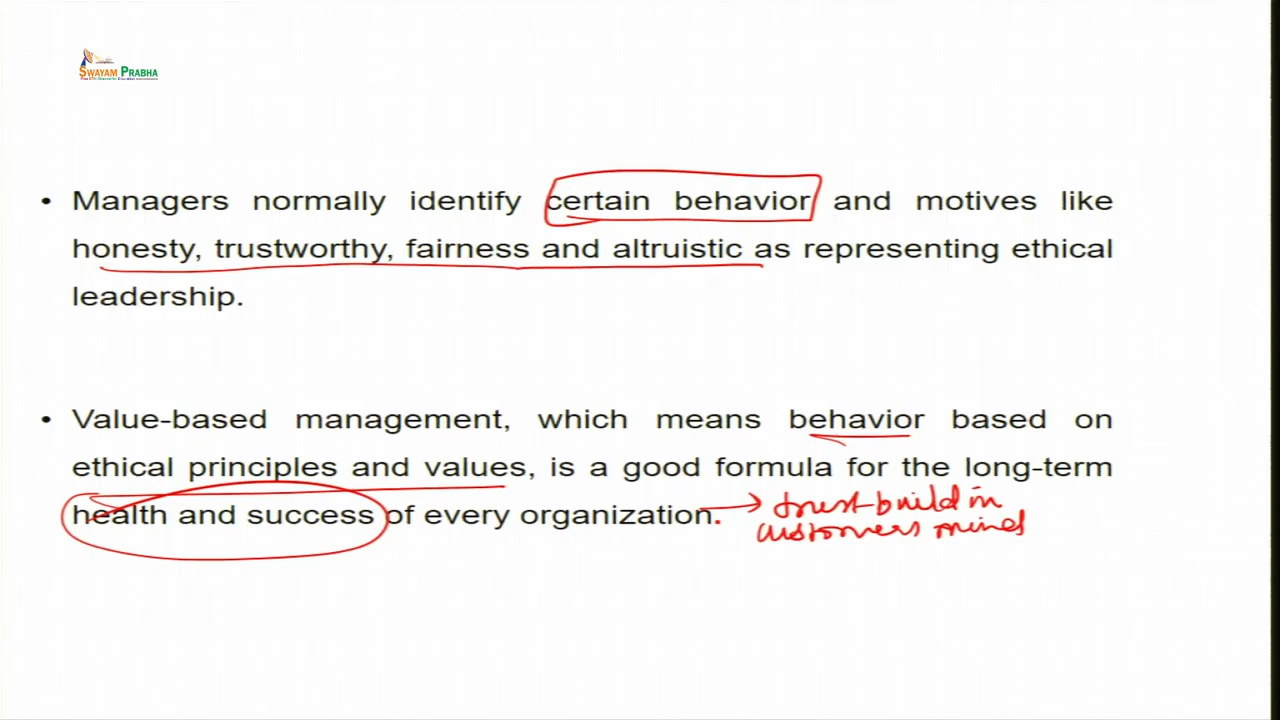 SWAYAM PRABHA
• Managers normally identify certain behavior and motives like
honesty, trustworthy, fairness and altruistic as representing ethical
leadership.
• Value-based management, which means behavior based on
ethical principles and values, is a good formula for the long-term
health and success of every organization.
→ trust build in
customers mind